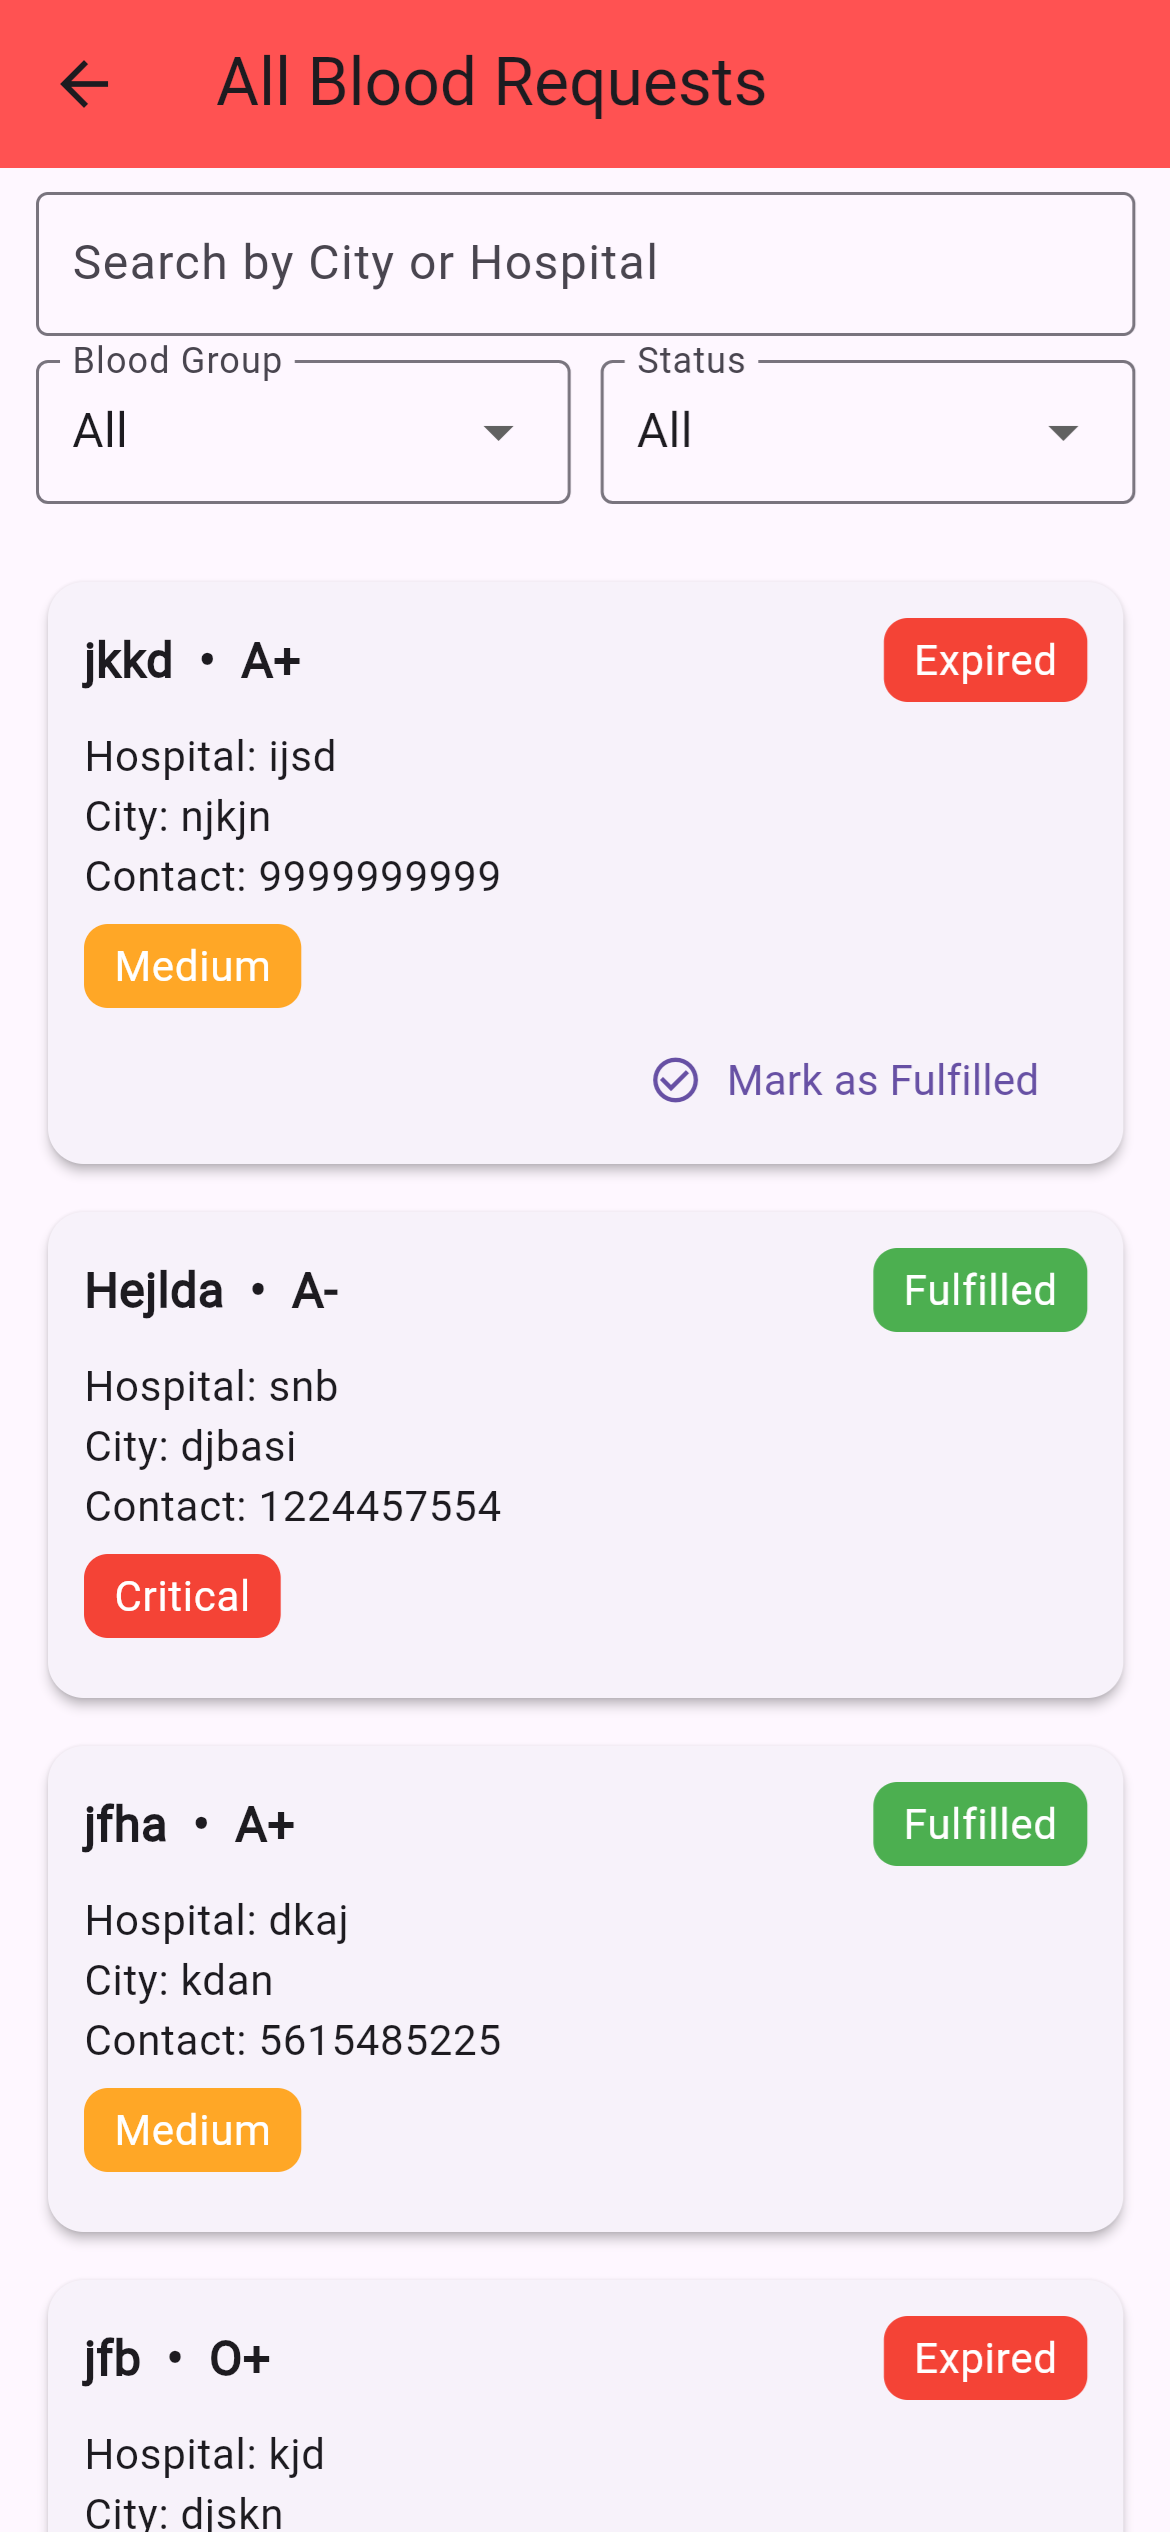 All Blood Requests
Search by City or Hospital
Blood Group
Status
All
All
jkkd • A+
Expired
Hospital: ijsd
City: njkjn
Contact: 9999999999
Medium
Mark as Fulfilled
Hejlda • A-
Fulfilled
Hospital: snb
City: djbasi
Contact: 1224457554
Critical
jfha • A+
Fulfilled
Hospital: dkaj
City: kdan
Contact: 5615485225
Medium
jfb • O+
Expired
Hospital: kjd
City: djskn